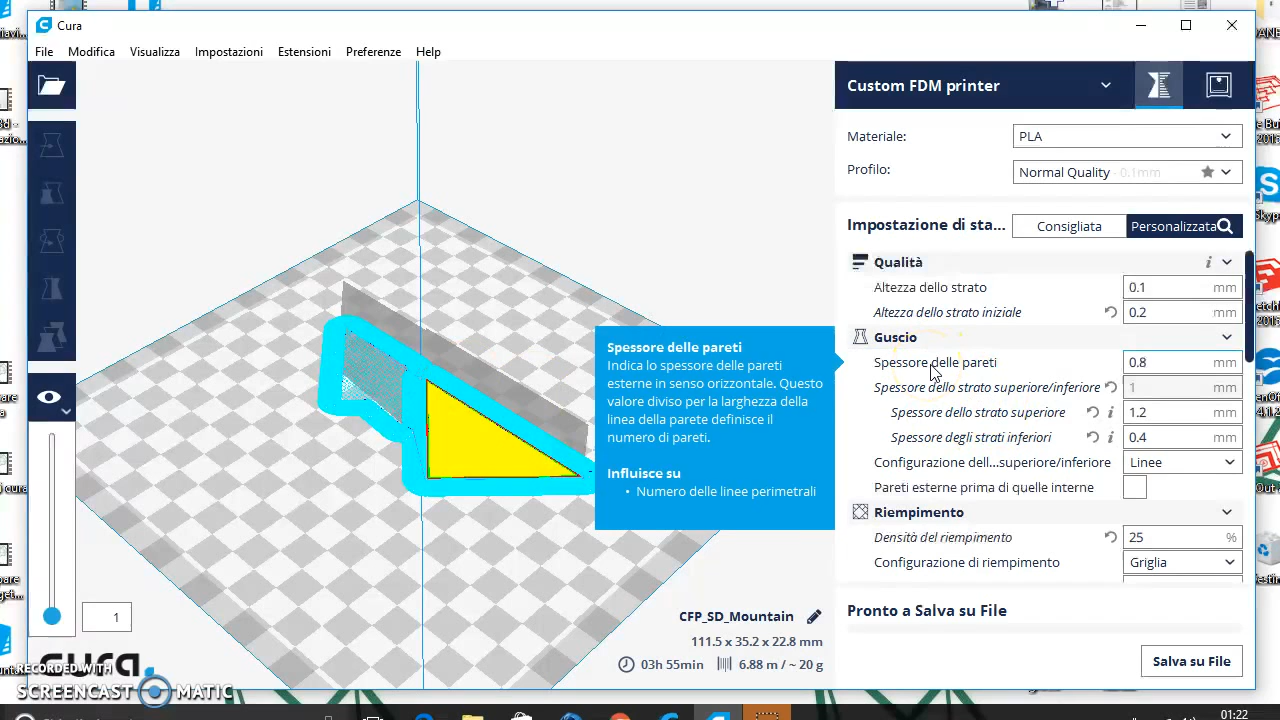 Cura
File Modifica Visualizza Impostazioni Estensioni Preferenze Help
Custom FDM printer
Materiale: PLA
Profilo: Normal Quality - 0.1mm
Impostazione di sta... Consigliata Personalizzata
Qualità
Altezza dello strato 0.1 mm
Altezza dello strato iniziale 0.2 mm
Guscio
Spessore delle pareti 0.8 mm
Spessore dello strato superiore/inferiore 1 mm
Spessore dello strato superiore 1.2 mm
Spessore degli strati inferiori 0.4 mm
Configurazione dell...superiore/inferiore Linee
Pareti esterne prima di quelle interne
Riempimento
Densità del riempimento 25 %
Configurazione di riempimento Griglia
Spessore delle pareti
Indica lo spessore delle pareti
esterne in senso orizzontale. Questo
valore diviso per la larghezza della
linea della parete definisce il
numero di pareti.
Influisce su
• Numero delle linee perimetrali
1
CFP_SD_Mountain
111.5 x 35.2 x 22.8 mm
03h 55min 6.88 m / ~ 20 g
Pronto a Salva su File
Salva su File
cura.
RECORDED WITH
SCREENCAST MATIC
01:22